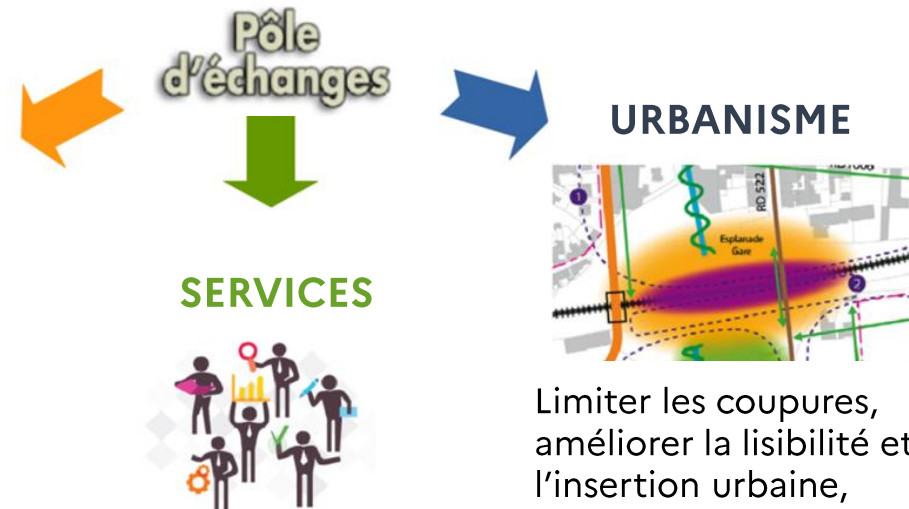 Pôle
d'échanges
URBANISME
RD 522
1
Esplanade
Gare
2
SERVICES
Limiter les coupures,
améliorer la lisibilité et
l'insertion urbaine,